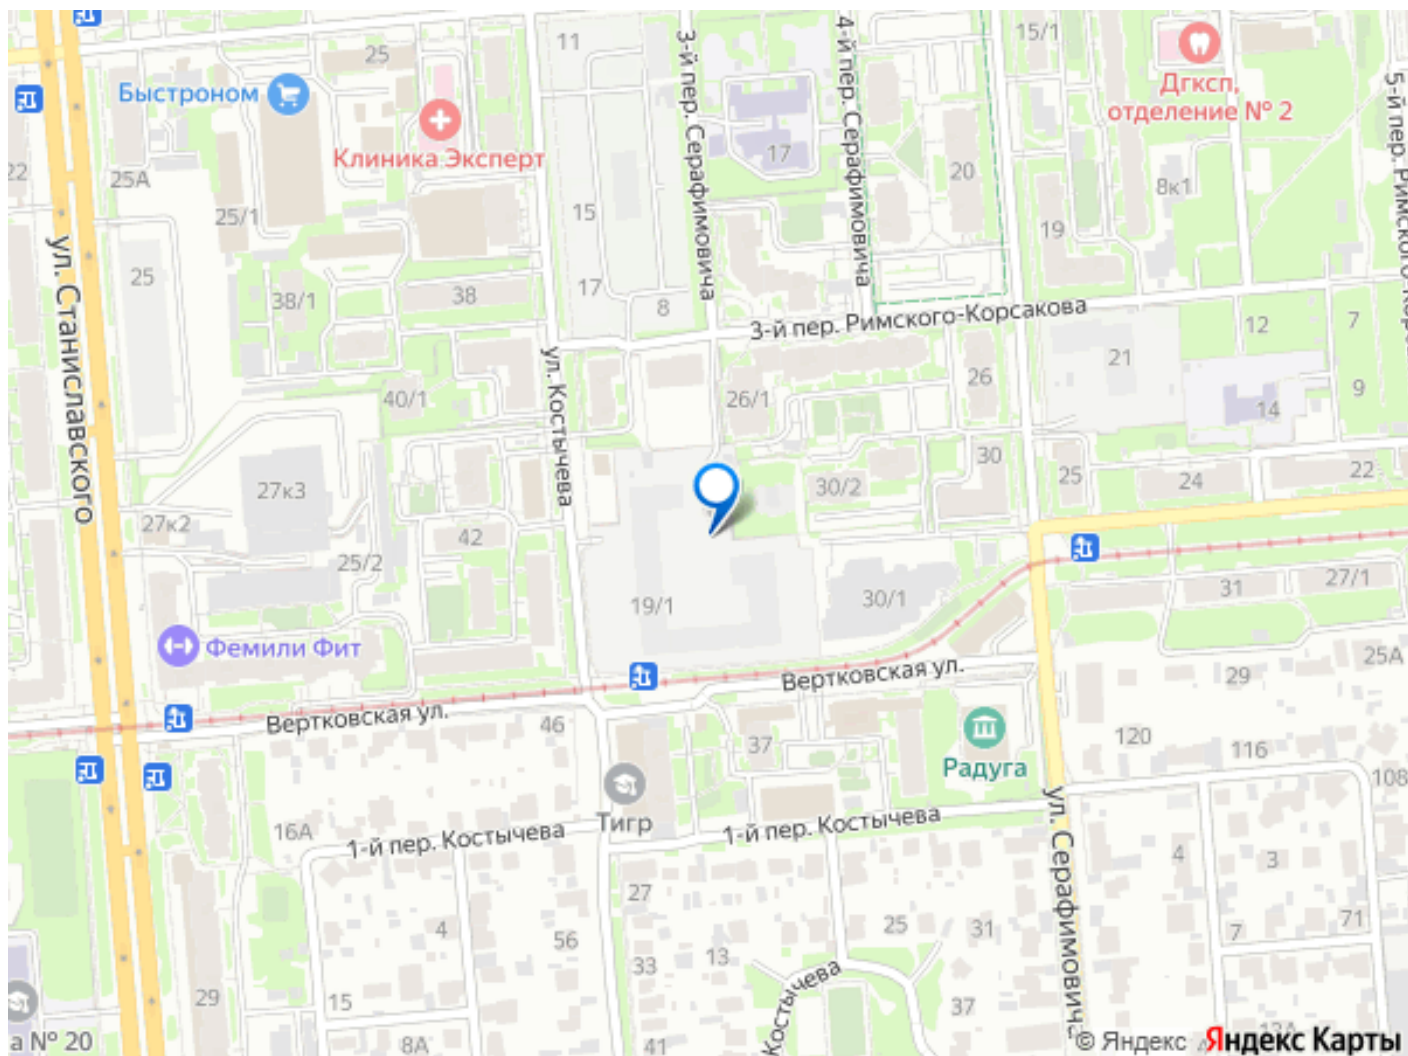 11
25
15/1
Быстроном
Клиника Эксперт
3-й пер. Серафимовича
4-й пер. Серафимовича
Дгксп,
отделение № 2
5-й пер. Римского-Корс
22
25А
25/1
17
20
8к1
15
19
ул. Станиславского
25
38/1
38
17
8
3-й пер. Римского-Корсакова
12
7
ул. Костычева
40/1
26/1
26
21
14
9
27к3
27к2
42
25/2
30/2
30
25
24
22
19/1
30/1
31
27/1
Фемили Фит
Вертковская ул.
Вертковская ул.
29
25А
46
37
Радуга
120
116
108
Тигр
16А
1-й пер. Костычева
1-й пер. Костычева
ул. Серафимовича
4
3
27
4
56
25
31
7
71
13
33
Костычева
29
15
37
а № 20
8А
41
© Яндекс
Яндекс Карты